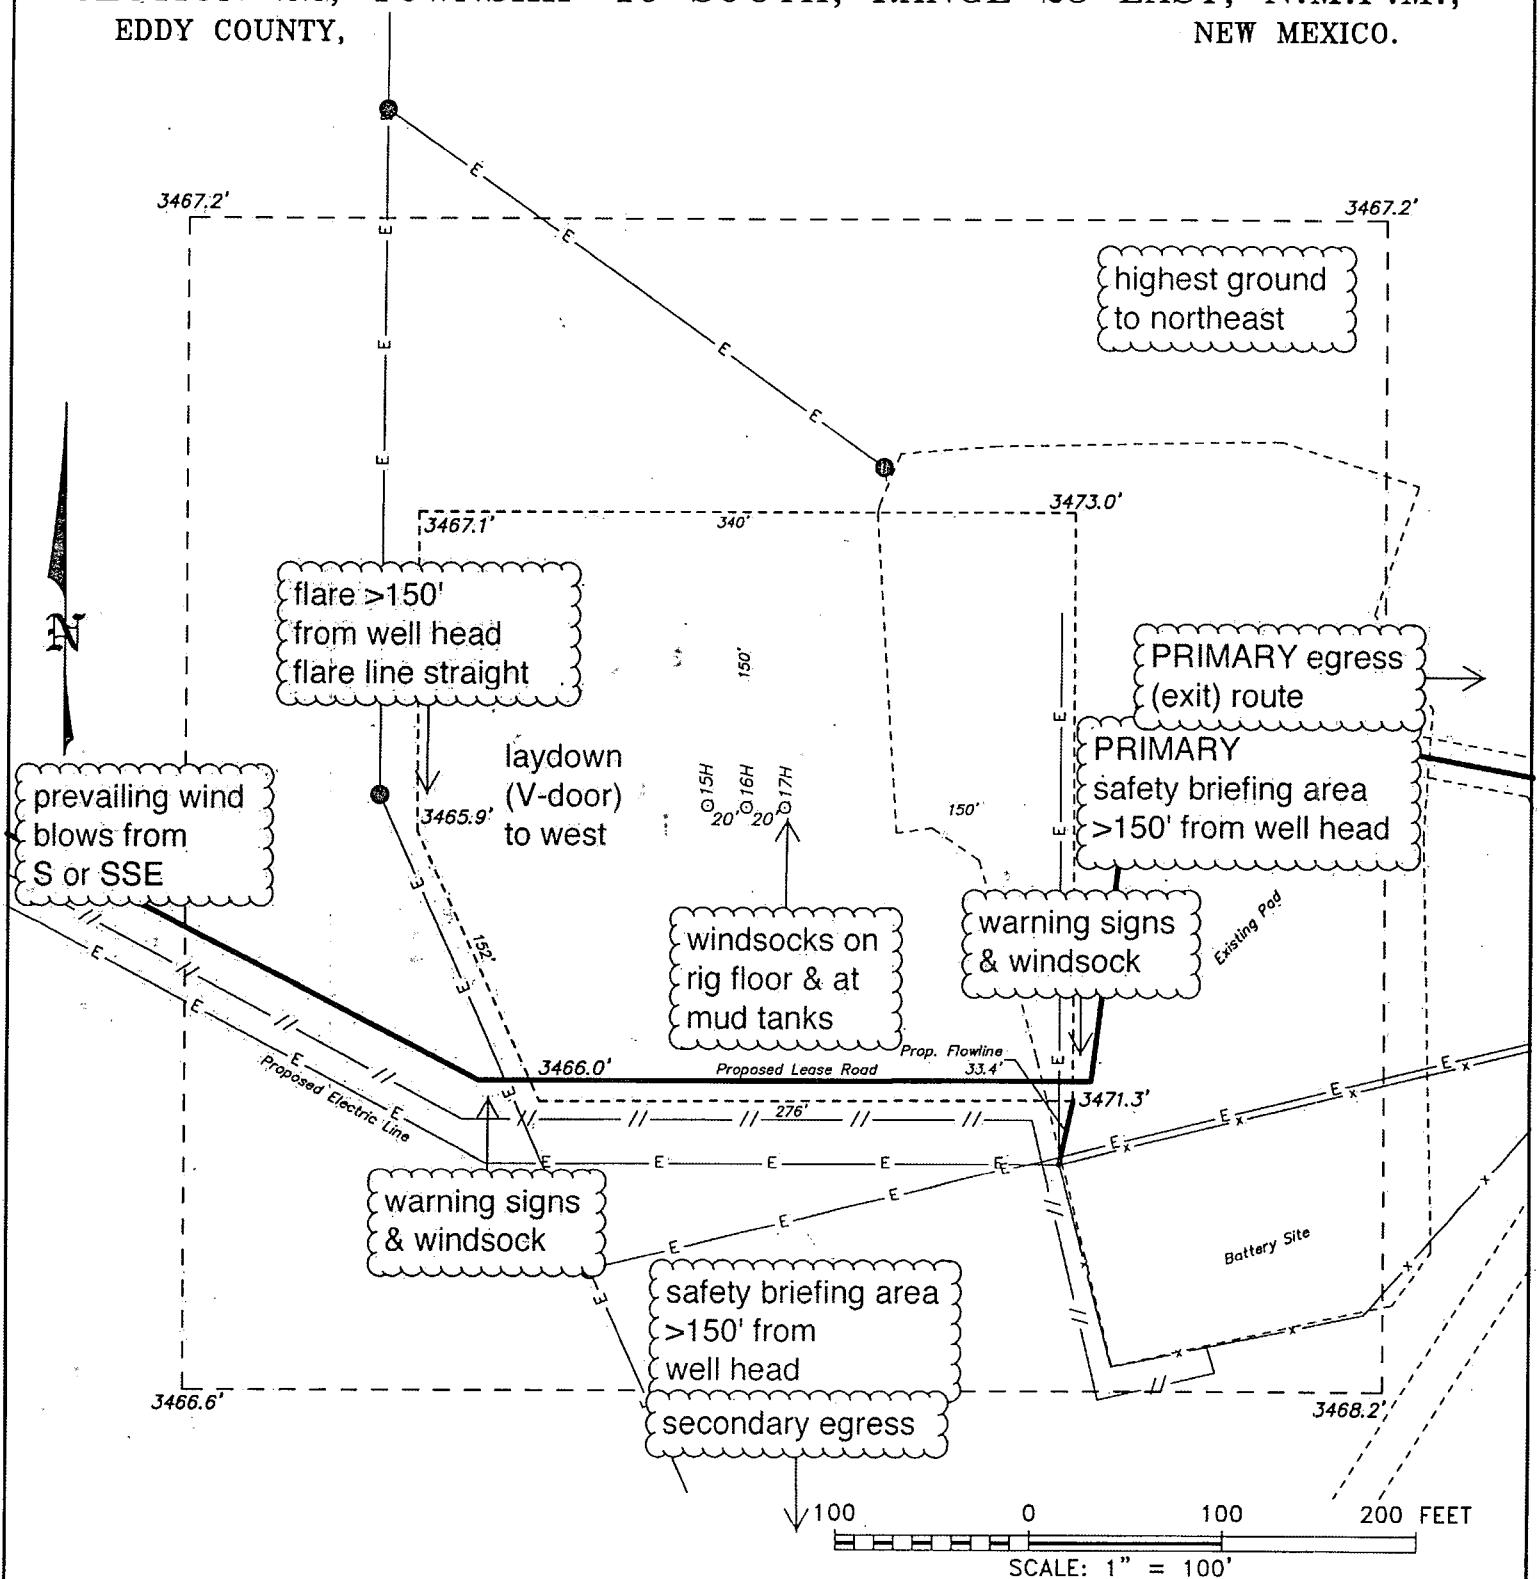 TOWNSHIP SOUTH, RANGE EAST, N.M.P.M.,
EDDY COUNTY, NEW MEXICO.
3467.2' 3467.2'
highest ground
to northeast
3467.1' 340' 3473.0'
flare >150'
from well head
flare line straight
N
150'
PRIMARY egress
(exit) route
PRIMARY
safety briefing area
>150' from well head
laydown
(V-door)
to west
prevailing wind
blows from
S or SSE
3465.9'
15H 16H 17H
20' 20'
150'
152'
windsocks on
rig floor & at
mud tanks
warning signs
& windsock
Existing Pad
Prop. Flowline
3466.0' Proposed Lease Road 33.4'
Proposed Electric Line
276' 3471.3'
warning signs
& windsock
Battery Site
safety briefing area
>150' from
well head
secondary egress
3466.6' 3468.2'
100 0 100 200 FEET
SCALE: 1" = 100'
E E E E E E E E E E E E E E E E E E E E E E E E E E E E
// // // // // // // // // // //
x x x x x x x x